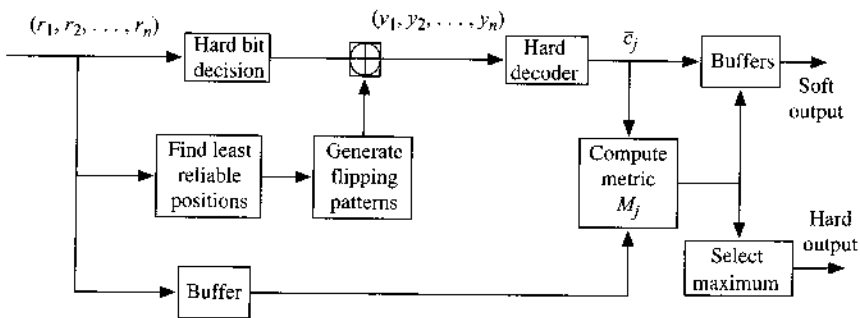 (r₁, r₂, . . . , rₙ)
(y₁, y₂, . . . , yₙ)
Hard bit
decision
Hard
decoder
c̄ⱼ
Buffers
Soft
output
Find least
reliable
positions
Generate
flipping
patterns
Compute
metric
Mⱼ
Hard
output
Select
maximum
Buffer